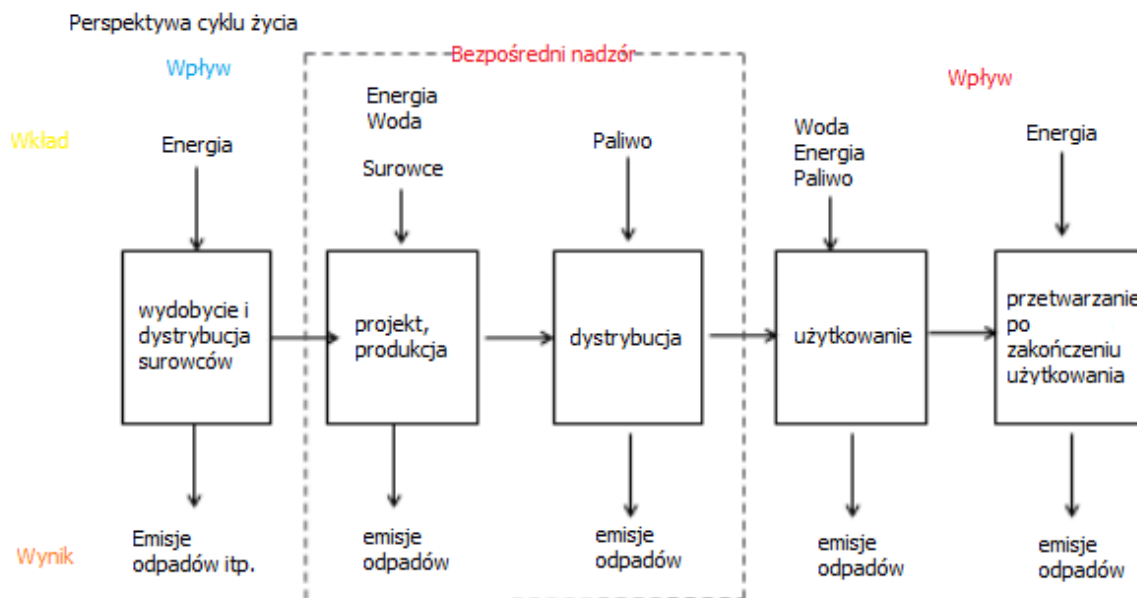 Perspektywa cyklu życia
Wpływ
Bezpośredni nadzór
Wpływ
Wkład
Energia
Energia
Woda
Surowce
Paliwo
Woda
Energia
Paliwo
Energia
wydobycie i
dystrybucja
surowców
projekt,
produkcja
dystrybucja
użytkowanie
przetwarzanie
po
zakończeniu
użytkowania
Wynik
Emisje
odpadów itp.
emisje
odpadów
emisje
odpadów
emisje
odpadów
emisje
odpadów